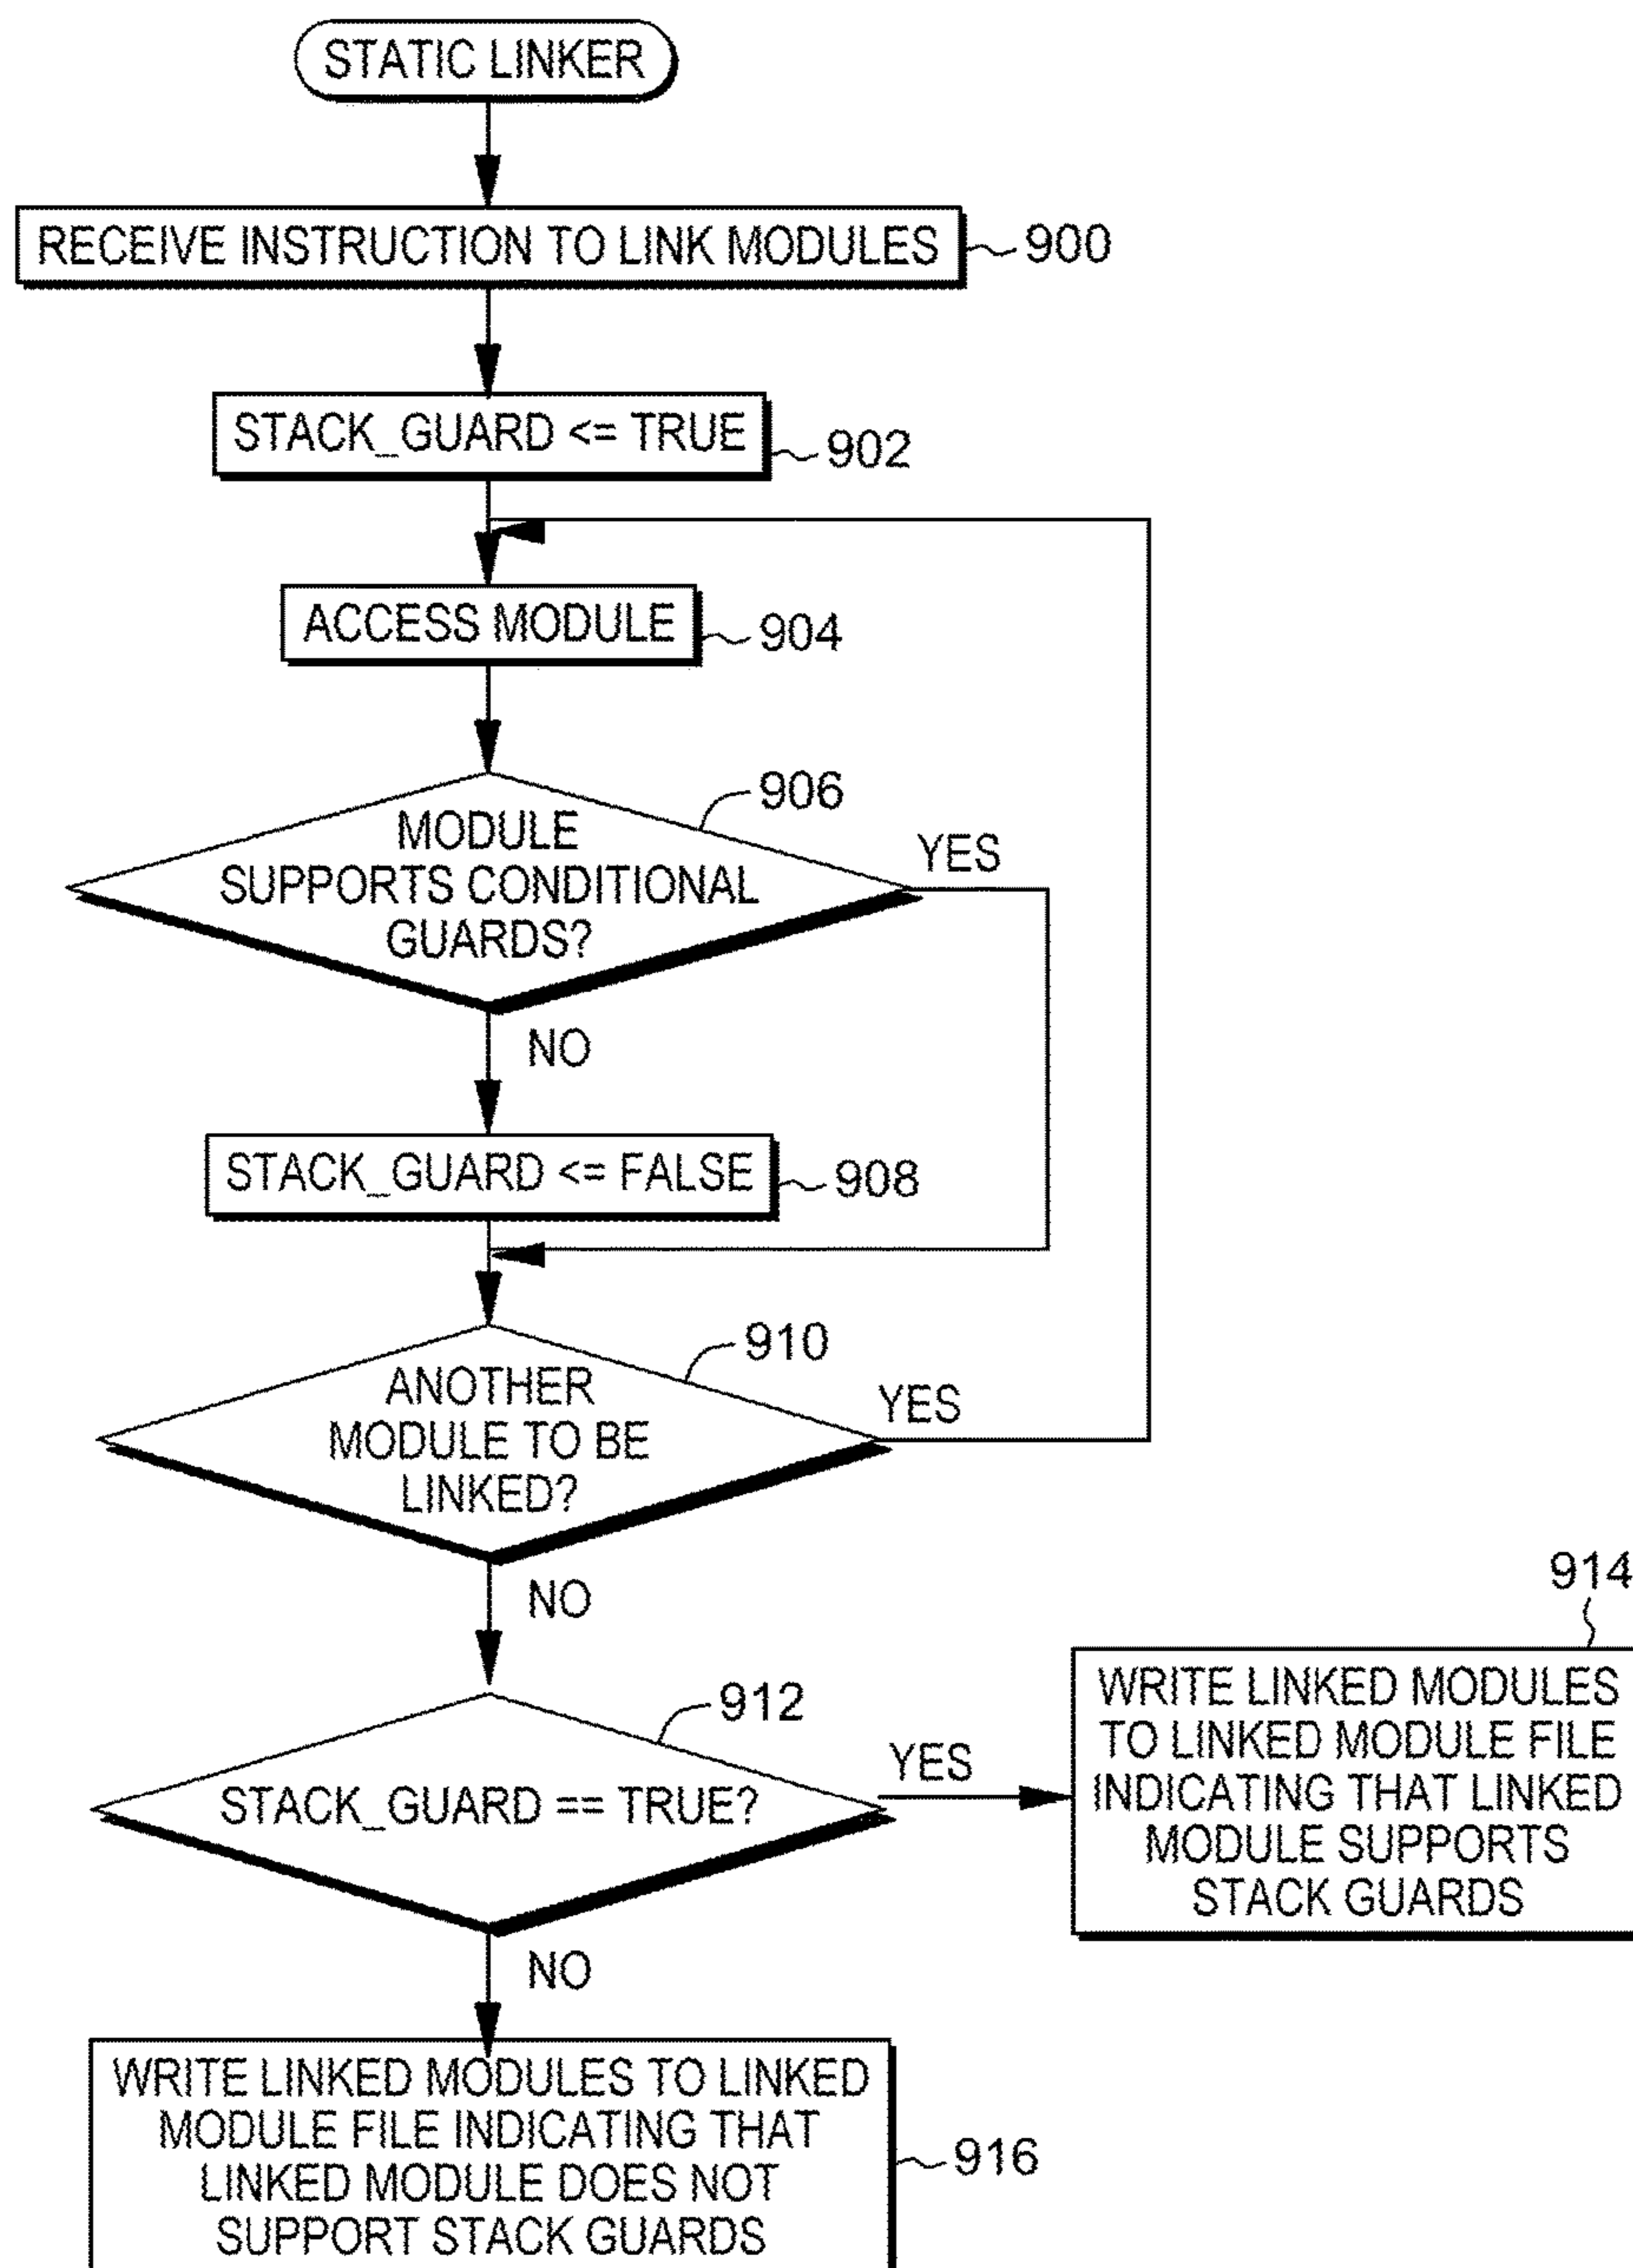 STATIC LINKER
RECEIVE INSTRUCTION TO LINK MODULES
900
STACK_GUARD <= TRUE
902
ACCESS MODULE
904
906
MODULE
SUPPORTS CONDITIONAL
GUARDS?
YES
NO
STACK_GUARD <= FALSE
908
910
ANOTHER
MODULE TO BE
LINKED?
YES
NO
914
912
STACK_GUARD == TRUE?
YES
WRITE LINKED MODULES
TO LINKED MODULE FILE
INDICATING THAT LINKED
MODULE SUPPORTS
STACK GUARDS
NO
WRITE LINKED MODULES TO LINKED
MODULE FILE INDICATING THAT
LINKED MODULE DOES NOT
SUPPORT STACK GUARDS
916